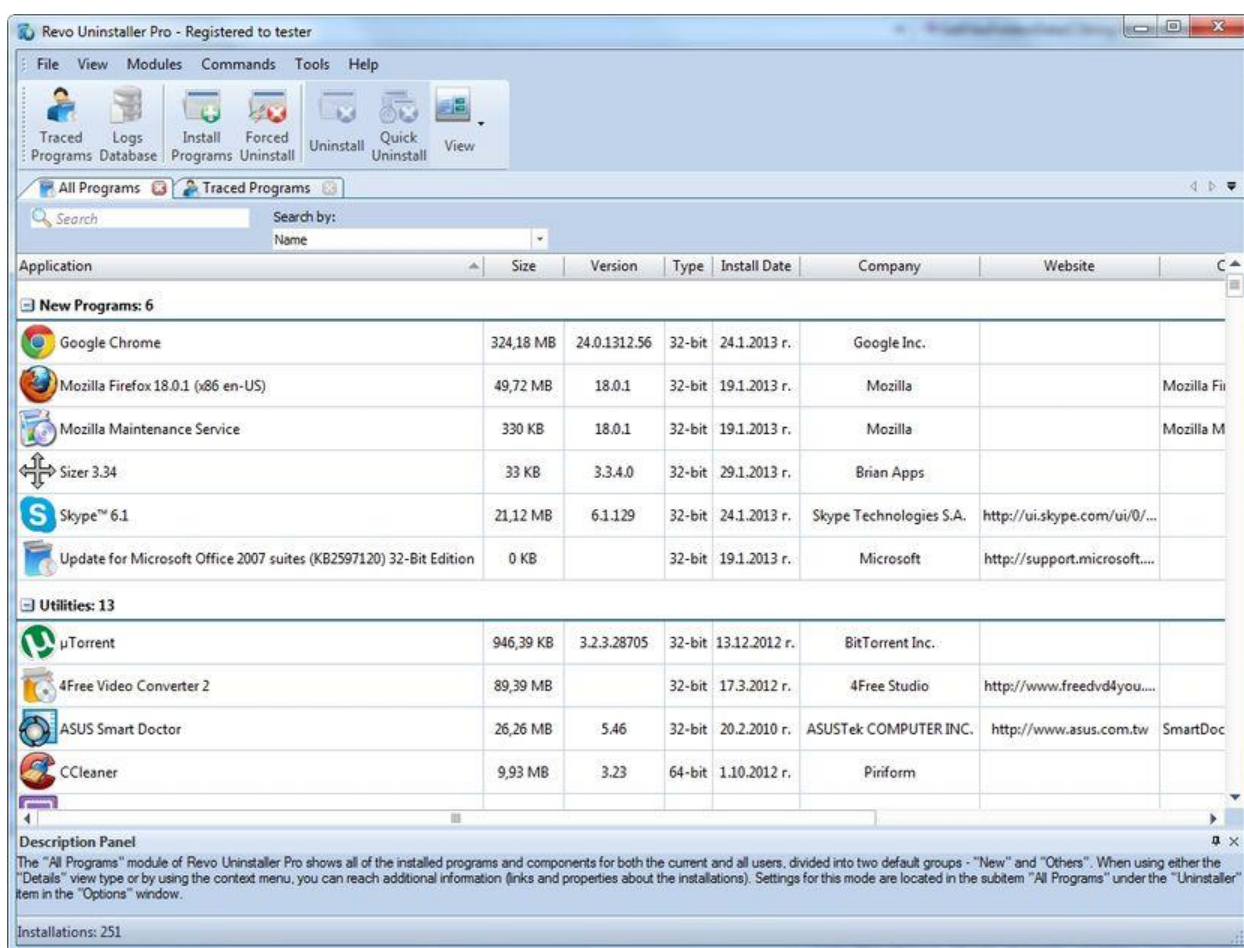 Revo Uninstaller Pro - Registered to tester
File View Modules Commands Tools Help
Traced Programs Logs Database Install Programs Forced Uninstall Uninstall Quick Uninstall View
All Programs Traced Programs
Search Search by:
Name
Application Size Version Type Install Date Company Website C
New Programs: 6
Google Chrome 324,18 MB 24.0.1312.56 32-bit 24.1.2013 г. Google Inc.
Mozilla Firefox 18.0.1 (x86 en-US) 49,72 MB 18.0.1 32-bit 19.1.2013 г. Mozilla Mozilla Fi
Mozilla Maintenance Service 330 KB 18.0.1 32-bit 19.1.2013 г. Mozilla Mozilla M
Sizer 3.34 33 KB 3.3.4.0 32-bit 29.1.2013 г. Brian Apps
Skype™ 6.1 21,12 MB 6.1.129 32-bit 24.1.2013 г. Skype Technologies S.A. http://ui.skype.com/ui/0/...
Update for Microsoft Office 2007 suites (KB2597120) 32-Bit Edition 0 KB 32-bit 19.1.2013 г. Microsoft http://support.microsoft....
Utilities: 13
µTorrent 946,39 KB 3.2.3.28705 32-bit 13.12.2012 г. BitTorrent Inc.
4Free Video Converter 2 89,39 MB 32-bit 17.3.2012 г. 4Free Studio http://www.freedvd4you....
ASUS Smart Doctor 26,26 MB 5.46 32-bit 20.2.2010 г. ASUSTek COMPUTER INC. http://www.asus.com.tw SmartDoc
CCleaner 9,93 MB 3.23 64-bit 1.10.2012 г. Piriform
Description Panel
The "All Programs" module of Revo Uninstaller Pro shows all of the installed programs and components for both the current and all users, divided into two default groups - "New" and "Others". When using either the
"Details" view type or by using the context menu, you can reach additional information (links and properties about the installations). Settings for this mode are located in the subitem "All Programs" under the "Uninstaller"
item in the "Options" window.
Installations: 251